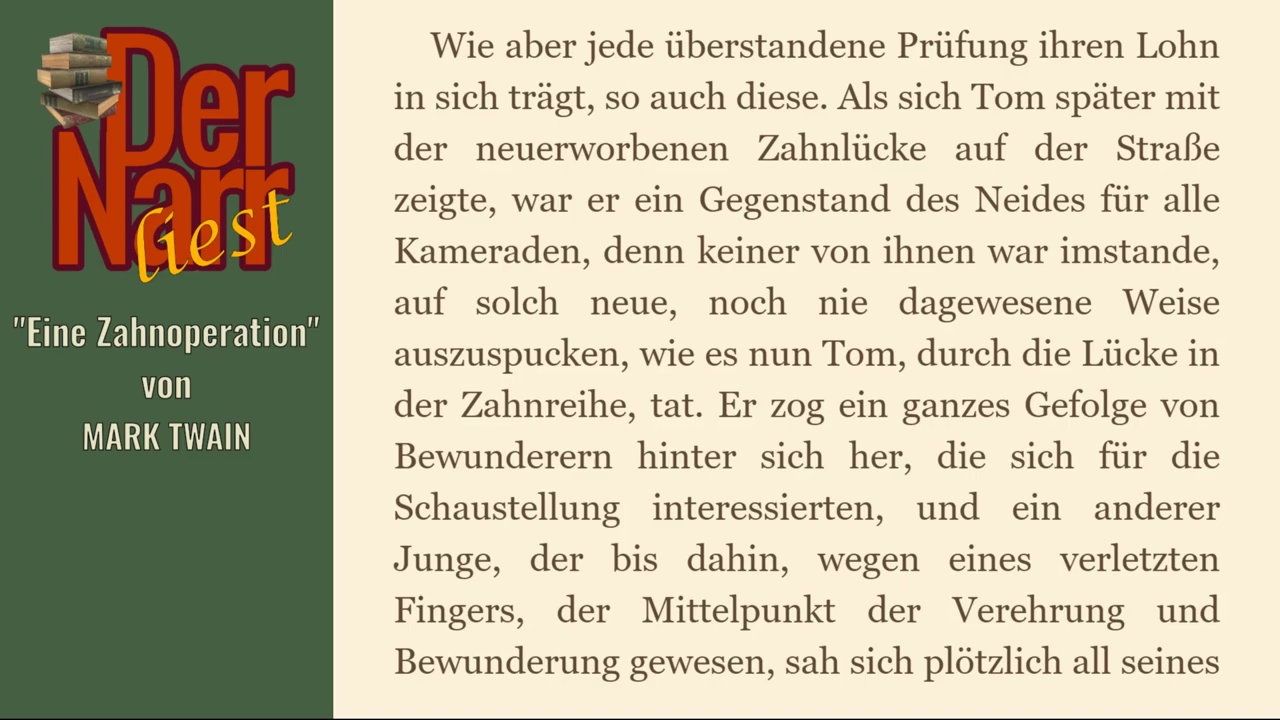 Der
Narr
liest
"Eine Zahnoperation"
von
MARK TWAIN
Wie aber jede überstandene Prüfung ihren Lohn
in sich trägt, so auch diese. Als sich Tom später mit
der neuerworbenen Zahnlücke auf der Straße
zeigte, war er ein Gegenstand des Neides für alle
Kameraden, denn keiner von ihnen war imstande,
auf solch neue, noch nie dagewesene Weise
auszuspucken, wie es nun Tom, durch die Lücke in
der Zahnreihe, tat. Er zog ein ganzes Gefolge von
Bewunderern hinter sich her, die sich für die
Schaustellung interessierten, und ein anderer
Junge, der bis dahin, wegen eines verletzten
Fingers, der Mittelpunkt der Verehrung und
Bewunderung gewesen, sah sich plötzlich all seines